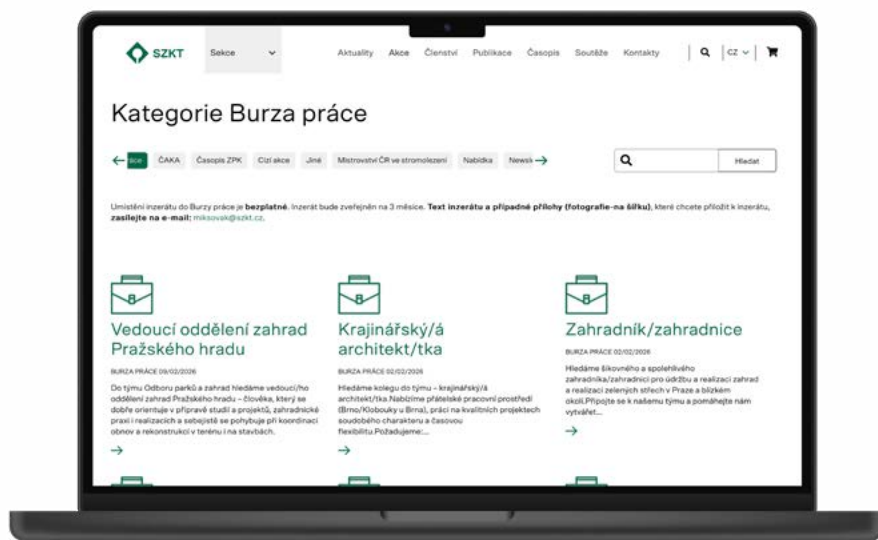 SZKT
Sekce
Aktuality Akce Členství Publikace Časopis Soutěže Kontakty
CZ
Kategorie Burza práce
ráce ČAKA Časopis ZPK Cizí akce Jiné Mistrovství ČR ve stromolezení Nabídka Newsle
Hledat
Umístění inzerátu do Burzy práce je bezplatné. Inzerát bude zveřejněn na 3 měsíce. Text inzerátu a případné přílohy (fotografie-na šířku), které chcete přiložit k inzerátu,
zasílejte na e-mail: miksovak@szkt.cz.
Vedoucí oddělení zahrad
Pražského hradu
BURZA PRÁCE 09/02/2026
Do týmu Odboru parků a zahrad hledáme vedoucí/ho
oddělení zahrad Pražského hradu – člověka, který se
dobře orientuje v přípravě studií a projektů, zahradnické
praxi i realizacích a sebejistě se pohybuje při koordinaci
obnov a rekonstrukcí v terénu i na stavbách.
Krajinářský/á
architekt/tka
BURZA PRÁCE 02/02/2026
Hledáme kolegu do týmu – krajinářský/á
architekt/tka.Nabízíme přátelské pracovní prostředí
(Brno/Klobouky u Brna), práci na kvalitních projektech
soudobého charakteru a časovou
flexibilitu.Požadujeme:...
Zahradník/zahradnice
BURZA PRÁCE 02/02/2026
Hledáme šikovného a spolehlivého
zahradníka/zahradnici pro údržbu a realizaci zahrad
a realizaci zelených střech v Praze a blízkém
okolí.Připojte se k našemu týmu a pomáhejte nám
vytvářet...